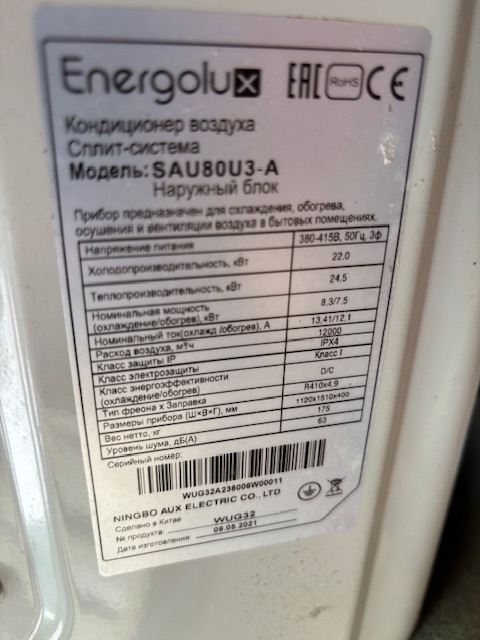 Energolux EAC RoHS CE
Кондиционер воздуха
Сплит-система
Модель: SAU80U3-A
Наружный блок
Прибор предназначен для охлаждения, обогрева,
осушения и вентиляции воздуха в бытовых помещениях.
Напряжение питания 380-415В, 50Гц, 3ф
Холодопроизводительность, кВт 22,0
Теплопроизводительность, кВт 24,5
Номинальная мощность
(охлаждение/обогрев), кВт 8,3/7.5
Номинальный ток(охлажд./обогрев), А 13,41/12,1
Расход воздуха, м³/ч 12000
Класс защиты IP IPX4
Класс электрозащиты Класс I
Класс энергоэффективности
(охлаждение/обогрев) D/C
Тип фреона х Заправка R410x4,9
Размеры прибора (Ш×В×Г), мм 1120x1510x400
Вес нетто, кг 175
Уровень шума, дБ(А) 63
Серийный номер:
WUG32A236006W00011
NINGBO AUX ELECTRIC CO., LTD
Сделано в Китае
№ продукта: WUG32
Дата изготовления: 09.05.2021